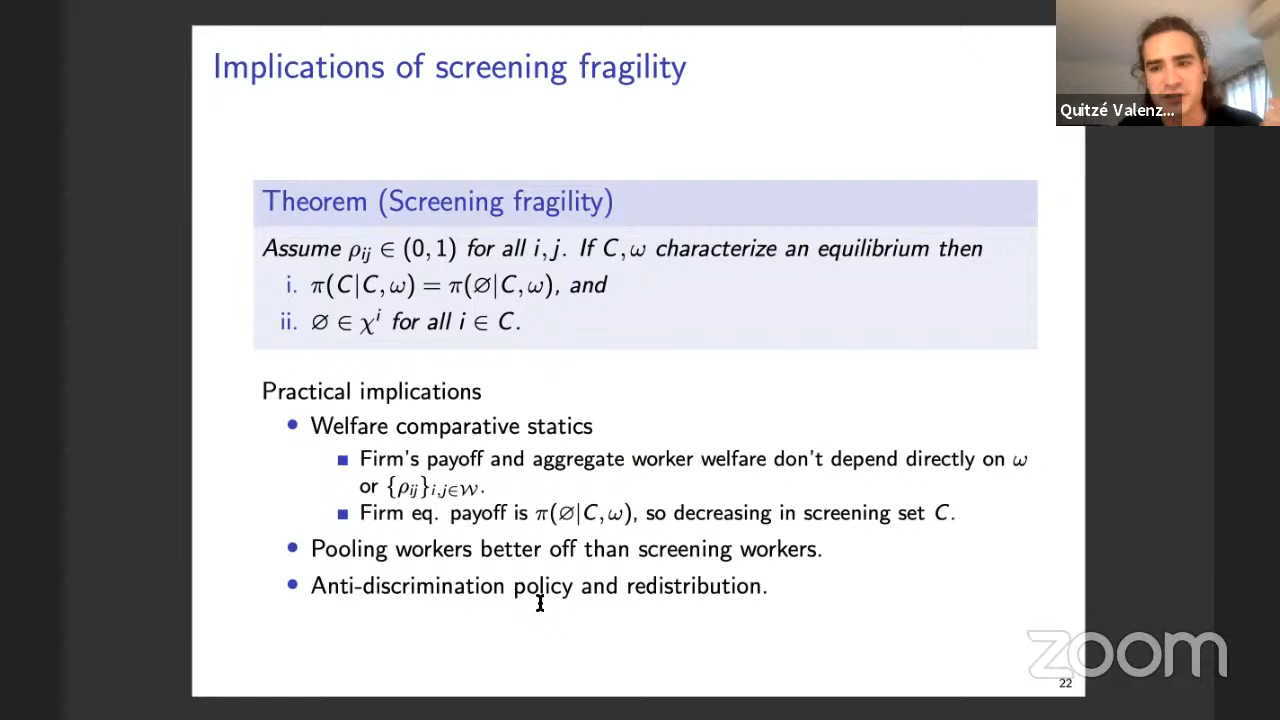 Implications of screening fragility
Quitzé Valenz...
Theorem (Screening fragility)
Assume ρij ∈ (0, 1) for all i, j. If C, ω characterize an equilibrium then
i. π(C|C, ω) = π(∅|C, ω), and
ii. ∅ ∈ χⁱ for all i ∈ C.
Practical implications
• Welfare comparative statics
■ Firm's payoff and aggregate worker welfare don't depend directly on ω
or {ρij}i,j∈𝒲.
■ Firm eq. payoff is π(∅|C, ω), so decreasing in screening set C.
• Pooling workers better off than screening workers.
• Anti-discrimination policy and redistribution.
zoom
22